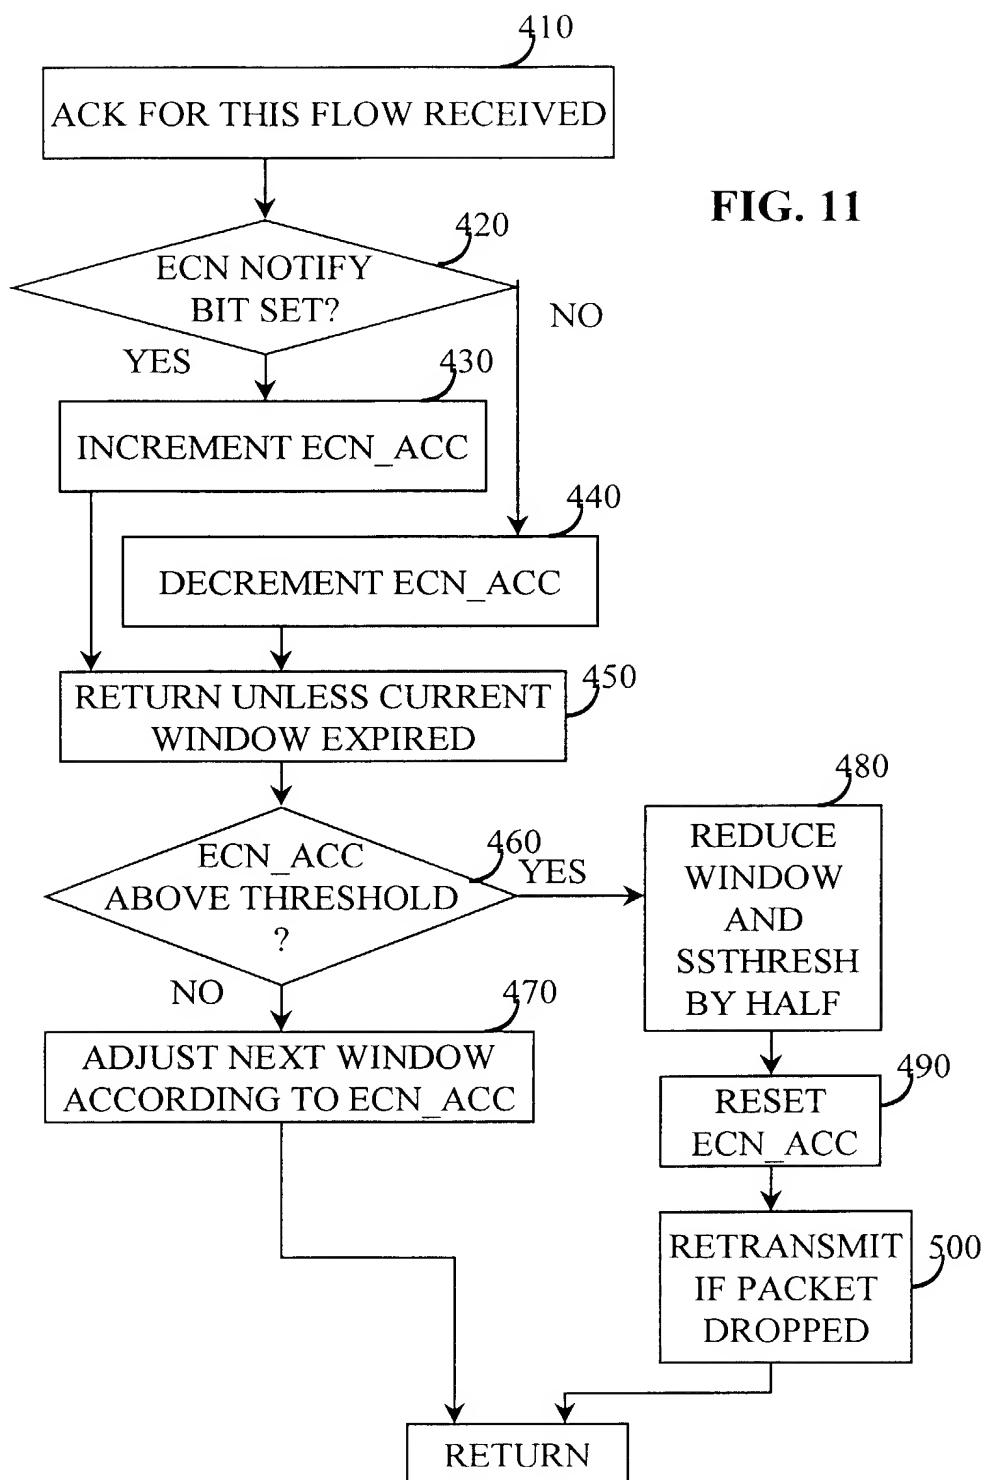 410
ACK FOR THIS FLOW RECEIVED
FIG. 11
420
ECN NOTIFY
BIT SET?
NO
YES
430
INCREMENT ECN_ACC
440
DECREMENT ECN_ACC
450
RETURN UNLESS CURRENT
WINDOW EXPIRED
460
ECN_ACC
ABOVE THRESHOLD
?
YES
NO
480
REDUCE
WINDOW
AND
SSTHRESH
BY HALF
470
ADJUST NEXT WINDOW
ACCORDING TO ECN_ACC
490
RESET
ECN_ACC
500
RETRANSMIT
IF PACKET
DROPPED
RETURN